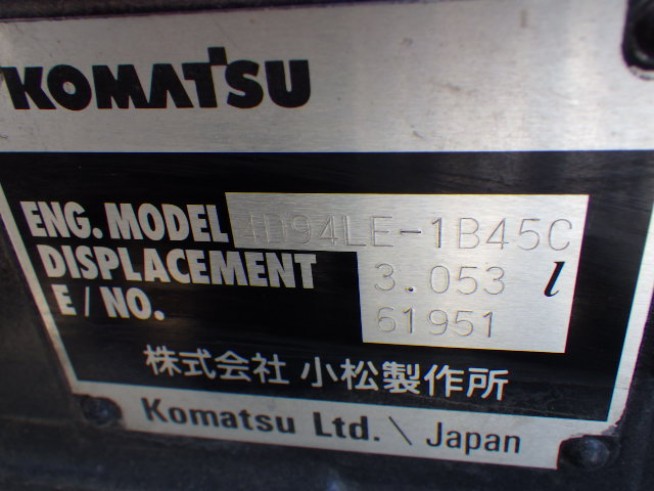 KOMATSU
ENG. MODEL 4D94LE-1B45C
DISPLACEMENT 3.053 l
E / NO. 61951
株式会社 小松製作所
Komatsu Ltd. \ Japan